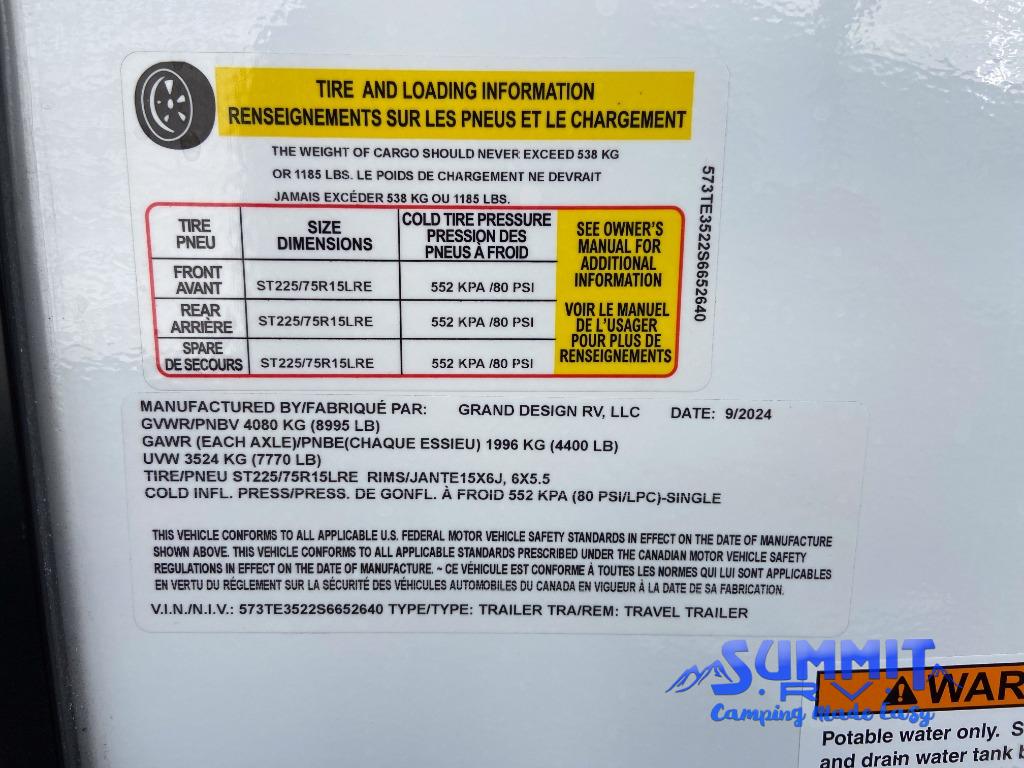 TIRE AND LOADING INFORMATION
RENSEIGNEMENTS SUR LES PNEUS ET LE CHARGEMENT
THE WEIGHT OF CARGO SHOULD NEVER EXCEED 538 KG
OR 1185 LBS. LE POIDS DE CHARGEMENT NE DEVRAIT
JAMAIS EXCÉDER 538 KG OU 1185 LBS.
573TE3522S6652640
TIRE
PNEU
SIZE
DIMENSIONS
COLD TIRE PRESSURE
PRESSION DES
PNEUS À FROID
FRONT
AVANT
ST225/75R15LRE
552 KPA /80 PSI
REAR
ARRIÈRE
ST225/75R15LRE
552 KPA /80 PSI
SPARE
DE SECOURS
ST225/75R15LRE
552 KPA /80 PSI
SEE OWNER'S
MANUAL FOR
ADDITIONAL
INFORMATION
VOIR LE MANUEL
DE L'USAGER
POUR PLUS DE
RENSEIGNEMENTS
MANUFACTURED BY/FABRIQUÉ PAR: GRAND DESIGN RV, LLC DATE: 9/2024
GVWR/PNBV 4080 KG (8995 LB)
GAWR (EACH AXLE)/PNBE(CHAQUE ESSIEU) 1996 KG (4400 LB)
UVW 3524 KG (7770 LB)
TIRE/PNEU ST225/75R15LRE RIMS/JANTE15X6J, 6X5.5
COLD INFL. PRESS/PRESS. DE GONFL. À FROID 552 KPA (80 PSI/LPC)-SINGLE
THIS VEHICLE CONFORMS TO ALL APPLICABLE U.S. FEDERAL MOTOR VEHICLE SAFETY STANDARDS IN EFFECT ON THE DATE OF MANUFACTURE
SHOWN ABOVE. THIS VEHICLE CONFORMS TO ALL APPLICABLE STANDARDS PRESCRIBED UNDER THE CANADIAN MOTOR VEHICLE SAFETY
REGULATIONS IN EFFECT ON THE DATE OF MANUFACTURE. ~ CE VÉHICULE EST CONFORME À TOUTES LES NORMES QUI LUI SONT APPLICABLES
EN VERTU DU RÉGLEMENT SUR LA SÉCURITÉ DES VÉHICULES AUTOMOBILES DU CANADA EN VIGUEUR À LA DATE DE SA FABRICATION.
V.I.N./N.I.V.: 573TE3522S6652640 TYPE/TYPE: TRAILER TRA/REM: TRAVEL TRAILER
SUMMIT
R.V.
Camping Made Easy
WAR
Potable water only. S
and drain water tank b